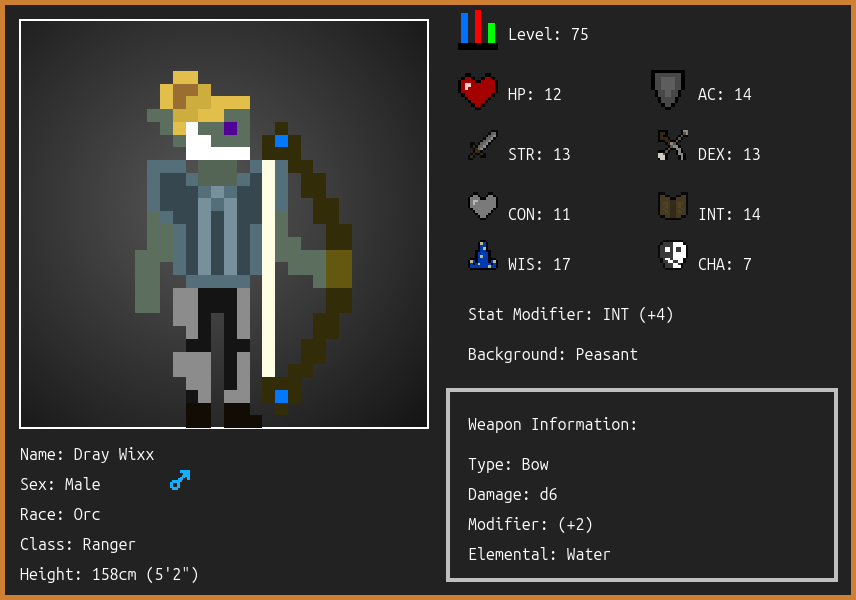 Level: 75
HP: 12
AC: 14
STR: 13
DEX: 13
CON: 11
INT: 14
WIS: 17
CHA: 7
Stat Modifier: INT (+4)
Background: Peasant
Weapon Information:
Type: Bow
Damage: d6
Modifier: (+2)
Elemental: Water
Name: Dray Wixx
Sex: Male
Race: Orc
Class: Ranger
Height: 158cm (5'2")